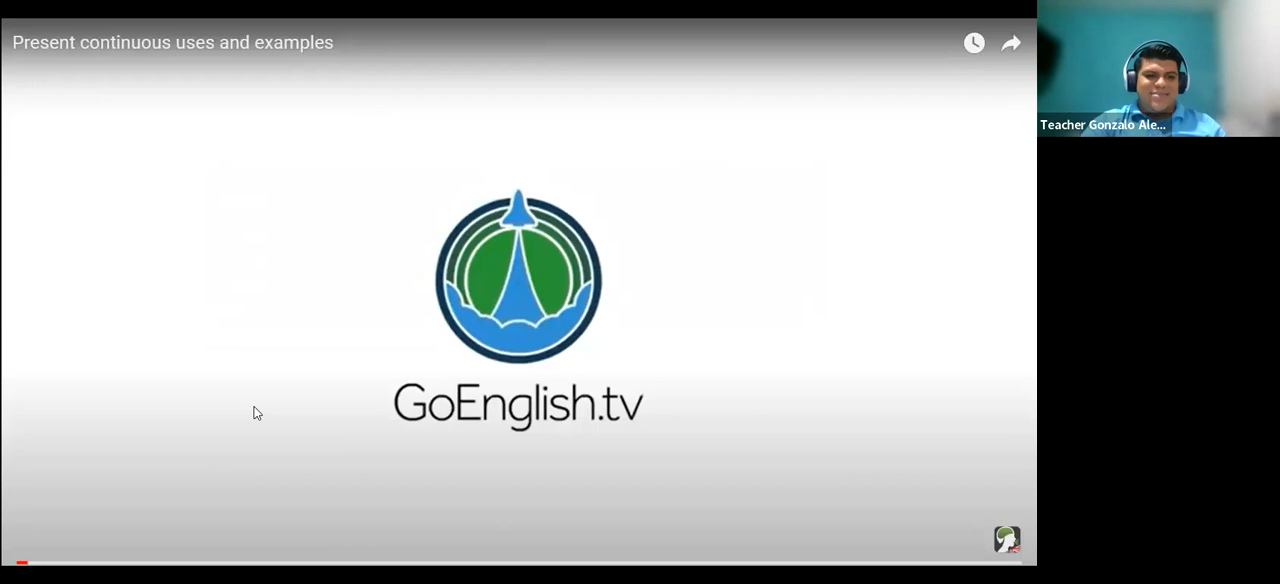 Present continuous uses and examples
Teacher Gonzalo Ale...
GoEnglish.tv